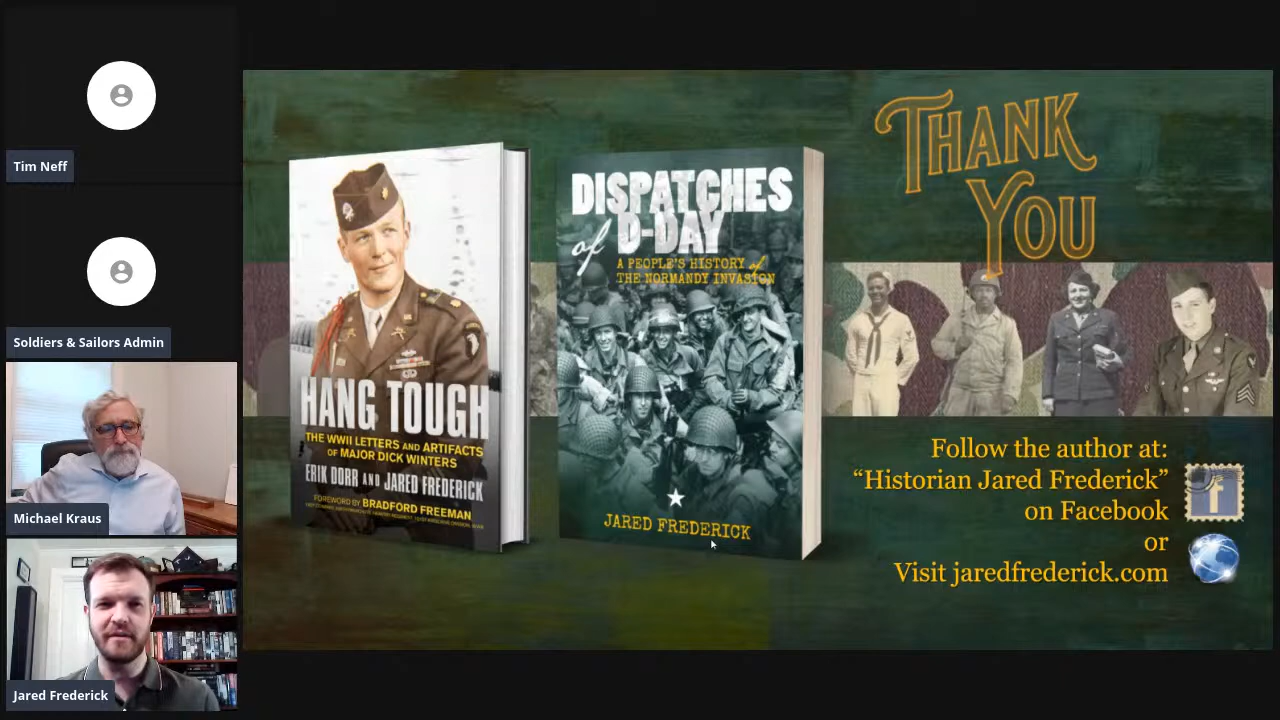 Tim Neff
Soldiers & Sailors Admin
Michael Kraus
Jared Frederick
HANG TOUGH
THE WWII LETTERS AND ARTIFACTS
OF MAJOR DICK WINTERS
ERIK DORR AND JARED FREDERICK
FOREWORD BY BRADFORD FREEMAN
DISPATCHES
of D-DAY
A PEOPLE'S HISTORY of
THE NORMANDY INVASION
JARED FREDERICK
THANK
YOU
Follow the author at:
“Historian Jared Frederick”
on Facebook
or
Visit jaredfrederick.com
f